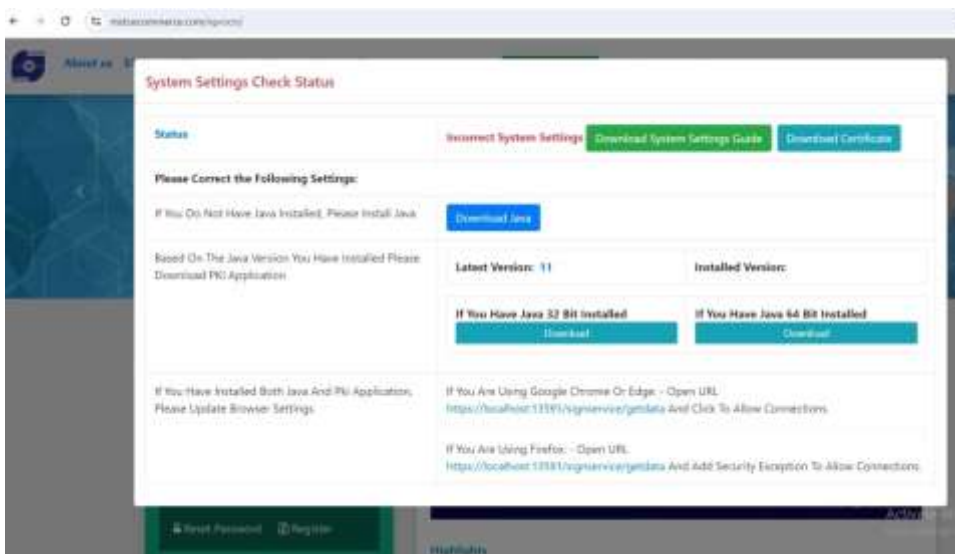 About us
System Settings Check Status
Status
Incorrect System Settings
Download System Settings Guide
Download Certificate
Please Correct the Following Settings:
If You Do Not Have Java Installed, Please Install Java
Download Java
Based On The Java Version You Have Installed Please
Download PKI Application
Latest Version: 11
Installed Version:
If You Have Java 32 Bit Installed
Download
If You Have Java 64 Bit Installed
Download
If You Have Installed Both Java And Pki Application,
Please Update Browser Settings
If You Are Using Google Chrome Or Edge: - Open URL
https://localhost:13591/signservice/getdata And Click To Allow Connections
If You Are Using Firefox: - Open URL
And Add Security Exception To Allow Connections
Reset Password
Register
Highlights